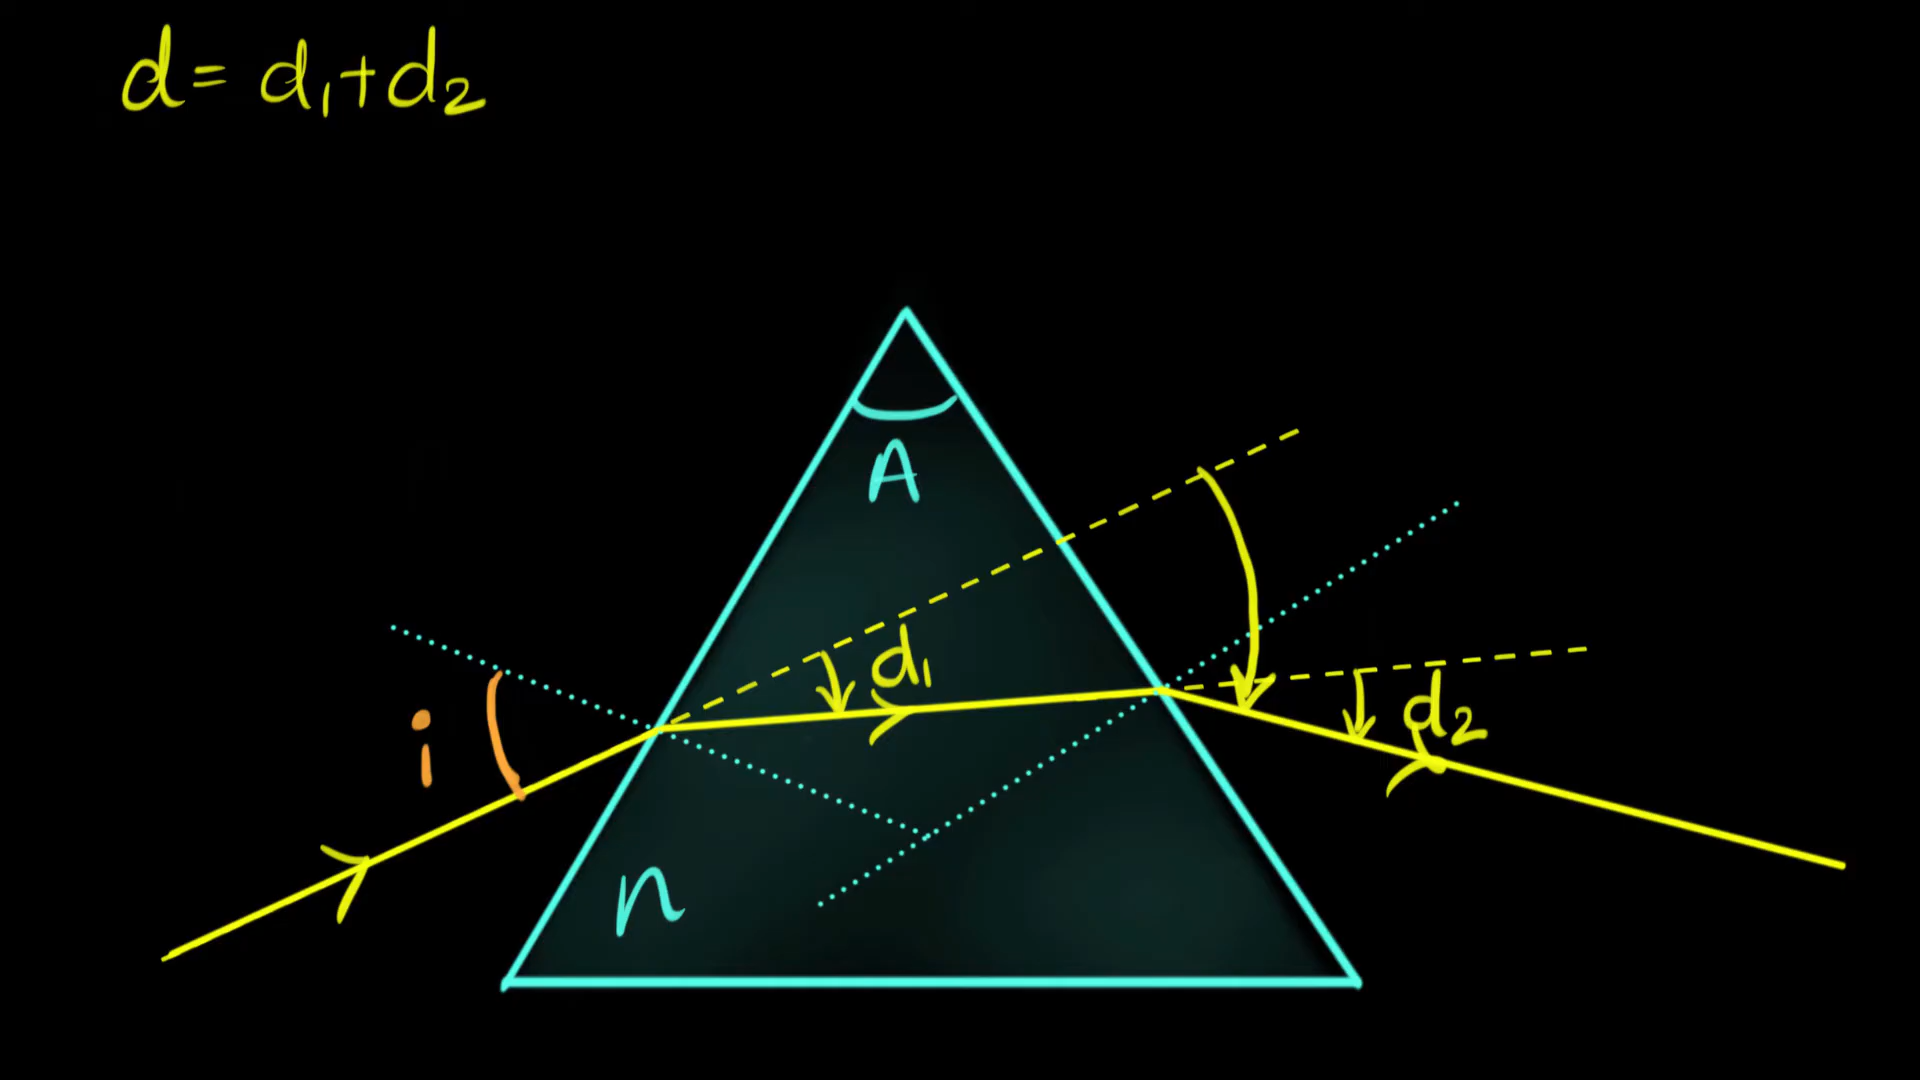 d = d₁ + d₂
A
d₁
i
d₂
n